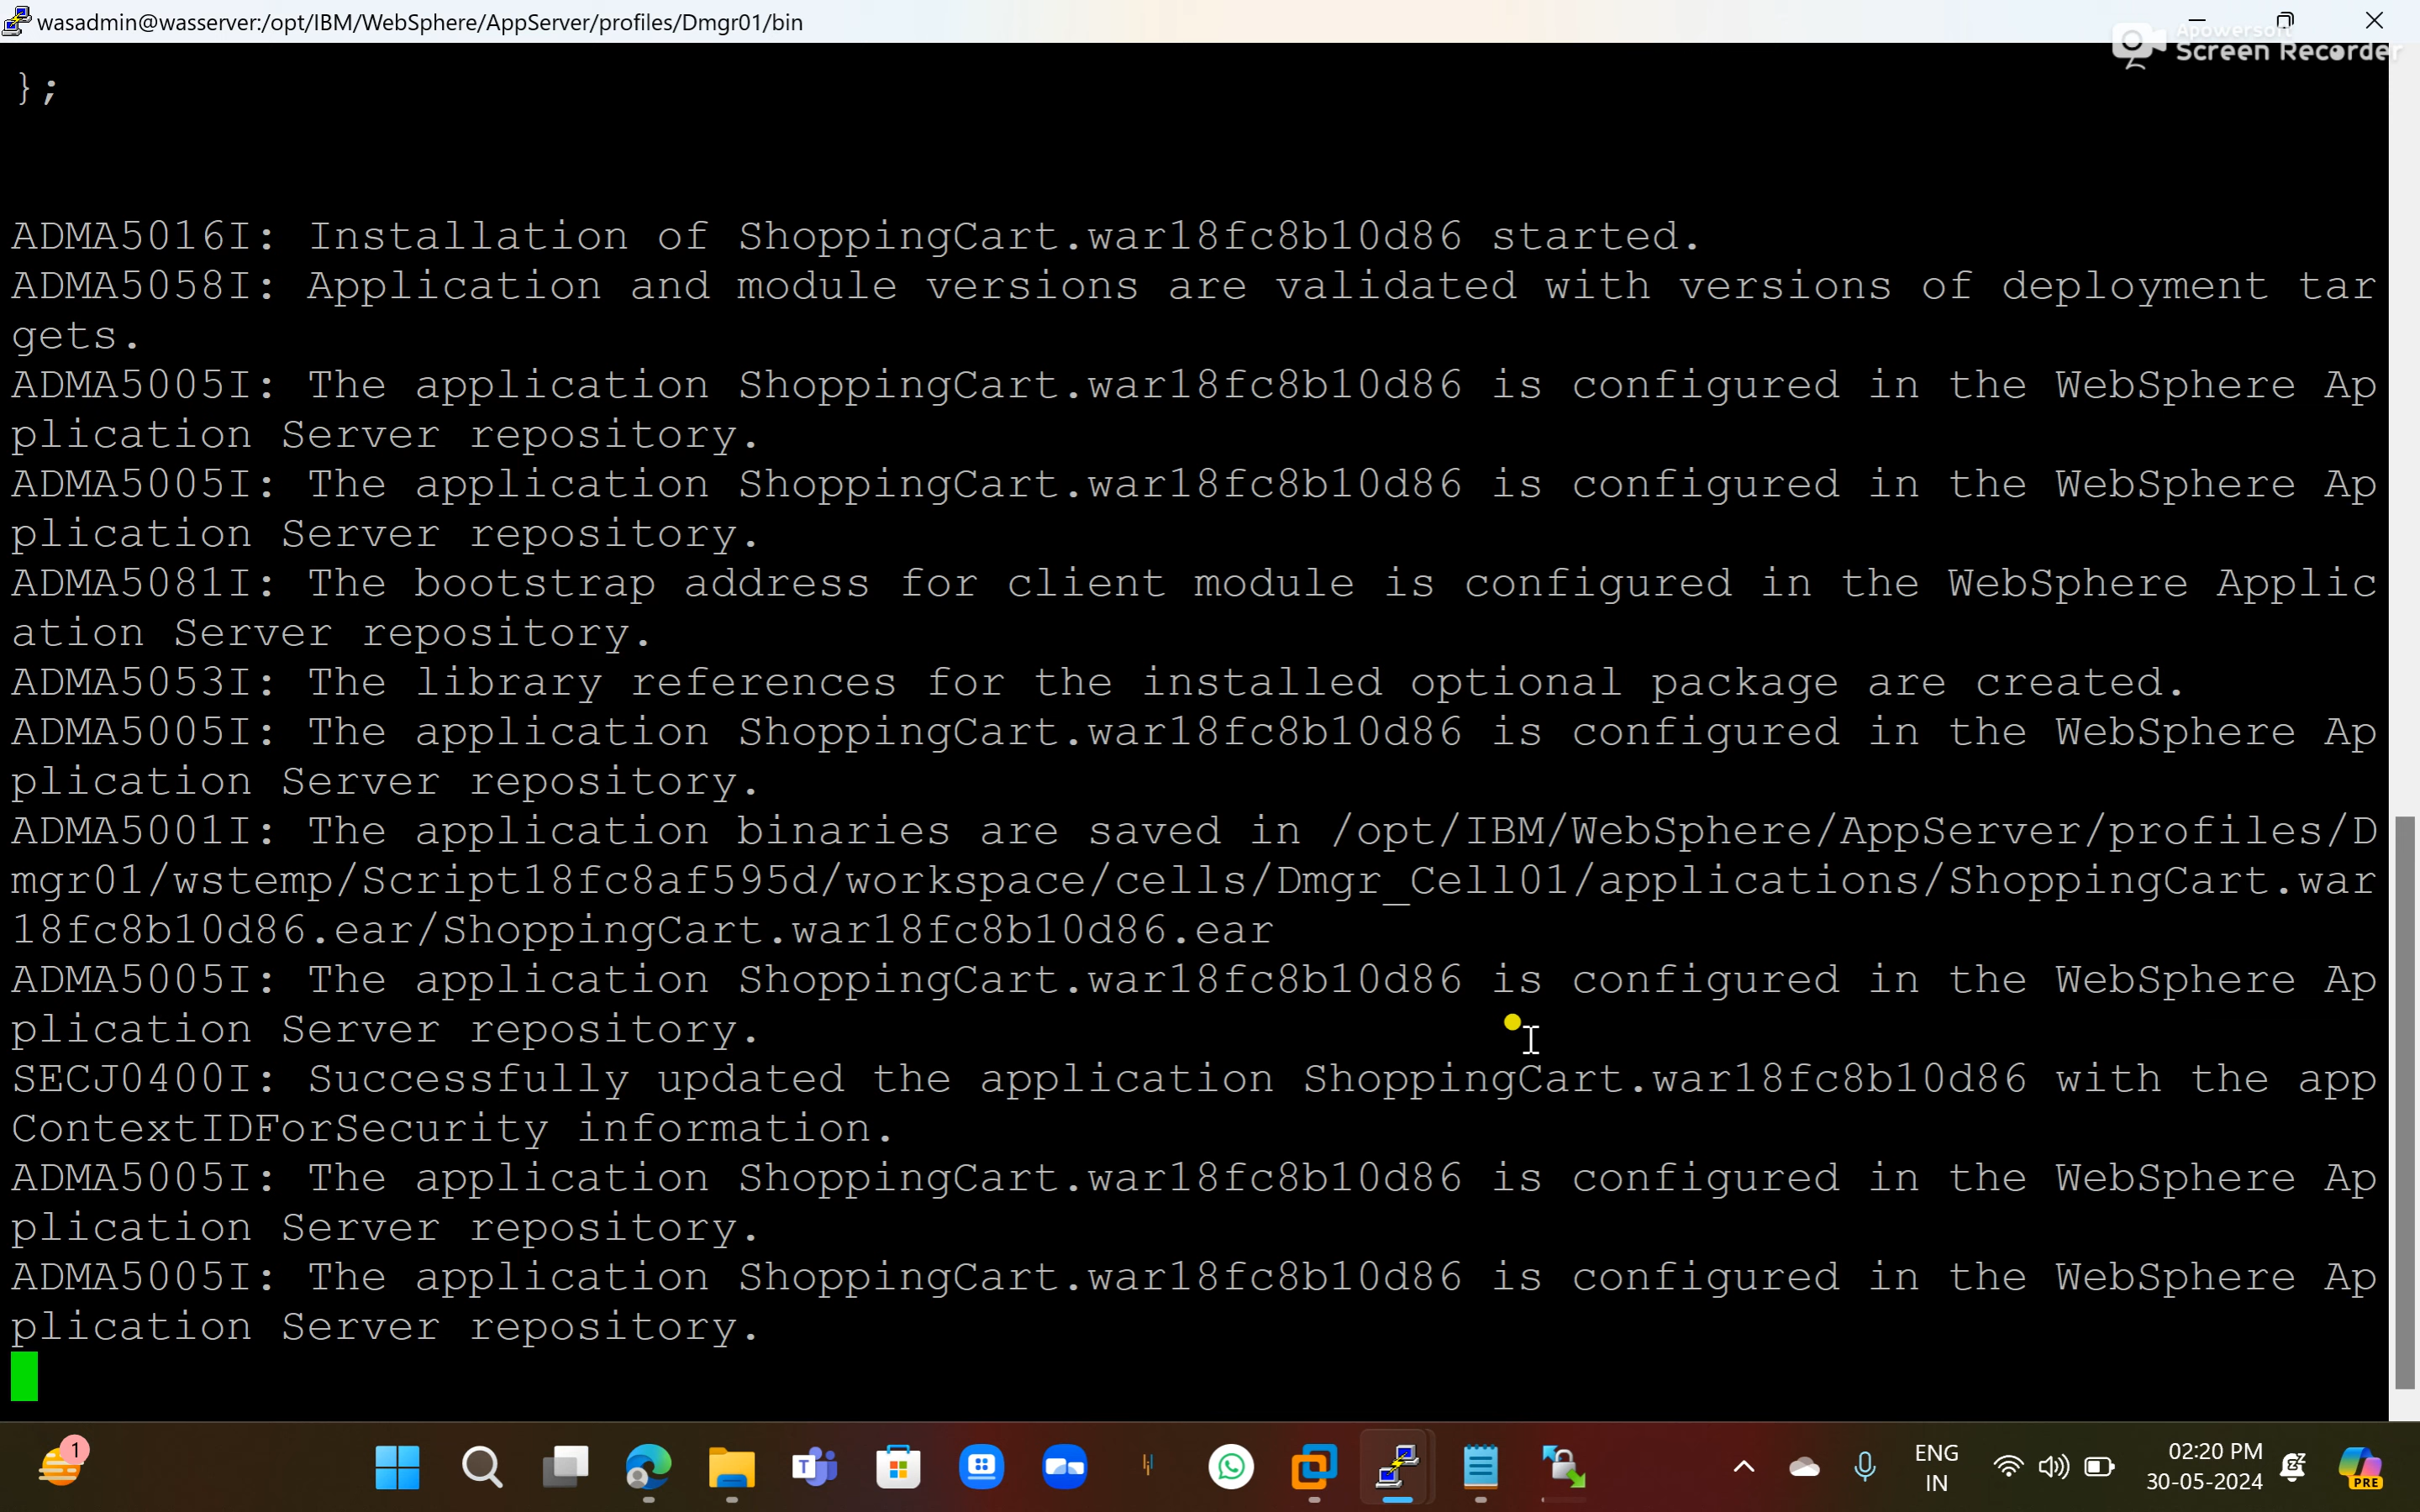 wasadmin@wasserver:/opt/IBM/WebSphere/AppServer/profiles/Dmgr01/bin
Apowersoft
Screen Recorder
};
ADMA5016I: Installation of ShoppingCart.war18fc8b10d86 started.
ADMA5058I: Application and module versions are validated with versions of deployment tar
gets.
ADMA5005I: The application ShoppingCart.war18fc8b10d86 is configured in the WebSphere Ap
plication Server repository.
ADMA5005I: The application ShoppingCart.war18fc8b10d86 is configured in the WebSphere Ap
plication Server repository.
ADMA5081I: The bootstrap address for client module is configured in the WebSphere Applic
ation Server repository.
ADMA5053I: The library references for the installed optional package are created.
ADMA5005I: The application ShoppingCart.war18fc8b10d86 is configured in the WebSphere Ap
plication Server repository.
ADMA5001I: The application binaries are saved in /opt/IBM/WebSphere/AppServer/profiles/D
mgr01/wstemp/Script18fc8af595d/workspace/cells/Dmgr_Cell01/applications/ShoppingCart.war
18fc8b10d86.ear/ShoppingCart.war18fc8b10d86.ear
ADMA5005I: The application ShoppingCart.war18fc8b10d86 is configured in the WebSphere Ap
plication Server repository.
SECJ0400I: Successfully updated the application ShoppingCart.war18fc8b10d86 with the app
ContextIDForSecurity information.
ADMA5005I: The application ShoppingCart.war18fc8b10d86 is configured in the WebSphere Ap
plication Server repository.
ADMA5005I: The application ShoppingCart.war18fc8b10d86 is configured in the WebSphere Ap
plication Server repository.
1
T
ENG
IN
02:20 PM
30-05-2024
PRE